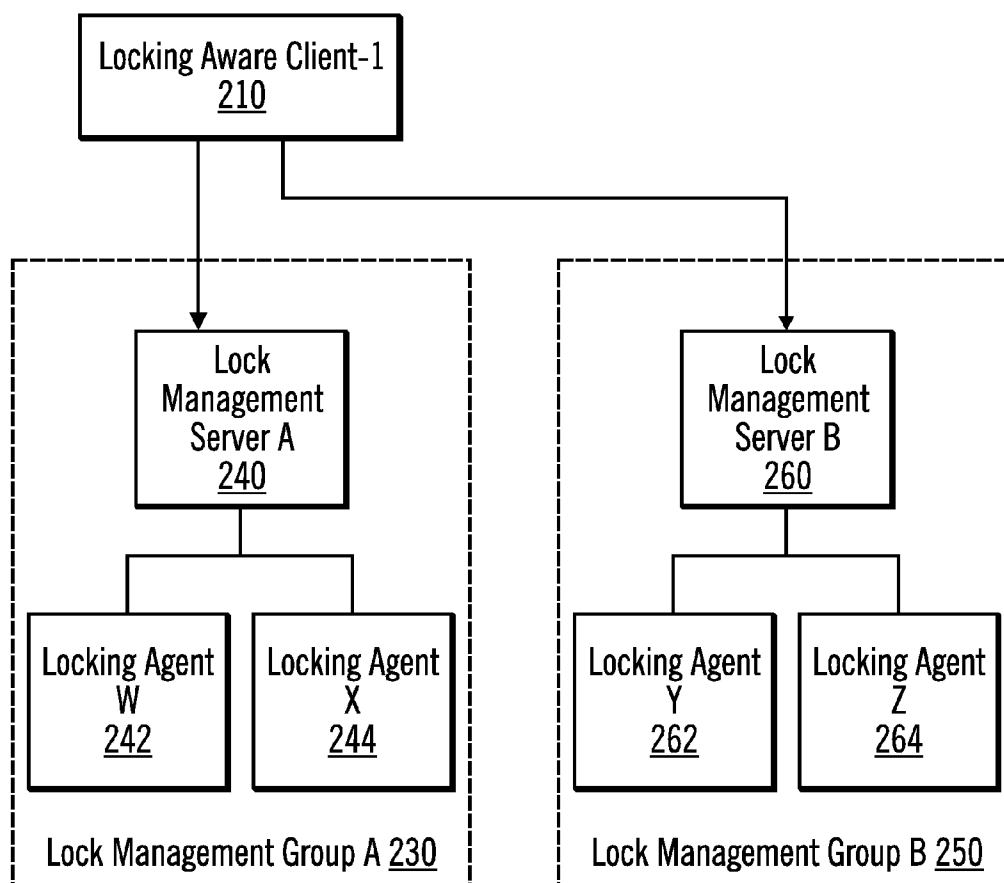 Locking Aware Client-1
210
Lock
Management
Server A
240
Lock
Management
Server B
260
Locking Agent
W
242
Locking Agent
X
244
Locking Agent
Y
262
Locking Agent
Z
264
Lock Management Group A 230
Lock Management Group B 250